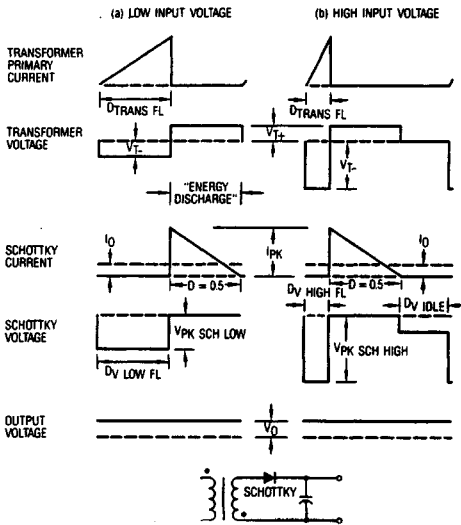 (a) LOW INPUT VOLTAGE
(b) HIGH INPUT VOLTAGE
TRANSFORMER
PRIMARY
CURRENT
DTRANS FL
DTRANS FL
TRANSFORMER
VOLTAGE
VT-
VT+
VT-
"ENERGY
DISCHARGE"
SCHOTTKY
CURRENT
IO
IPK
IO
D = 0.5
DV HIGH FL
D = 0.5
DV IDLE
SCHOTTKY
VOLTAGE
VPK SCH LOW
DV LOW FL
VPK SCH HIGH
OUTPUT
VOLTAGE
VO
SCHOTTKY